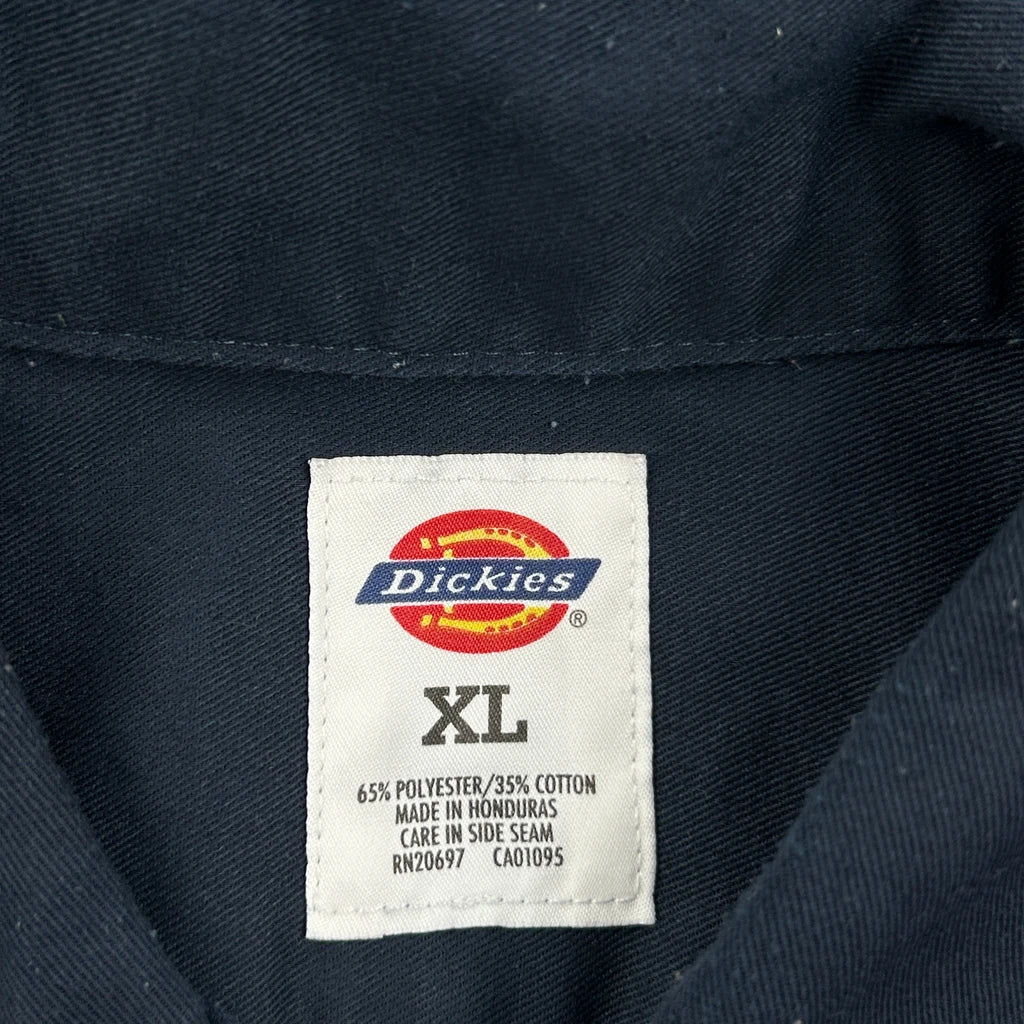 Dickies®
XL
65% POLYESTER/35% COTTON
MADE IN HONDURAS
CARE IN SIDE SEAM
RN20697 CA01095